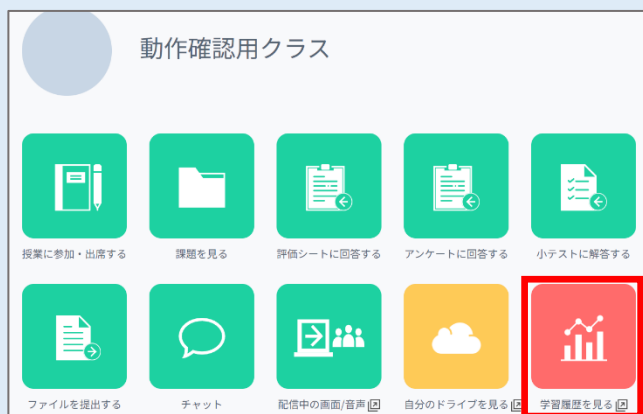 動作確認用クラス
授業に参加・出席する
課題を見る
評価シートに回答する
アンケートに回答する
小テストに解答する
ファイルを提出する
チャット
配信中の画面/音声
自分のドライブを見る
学習履歴を見る